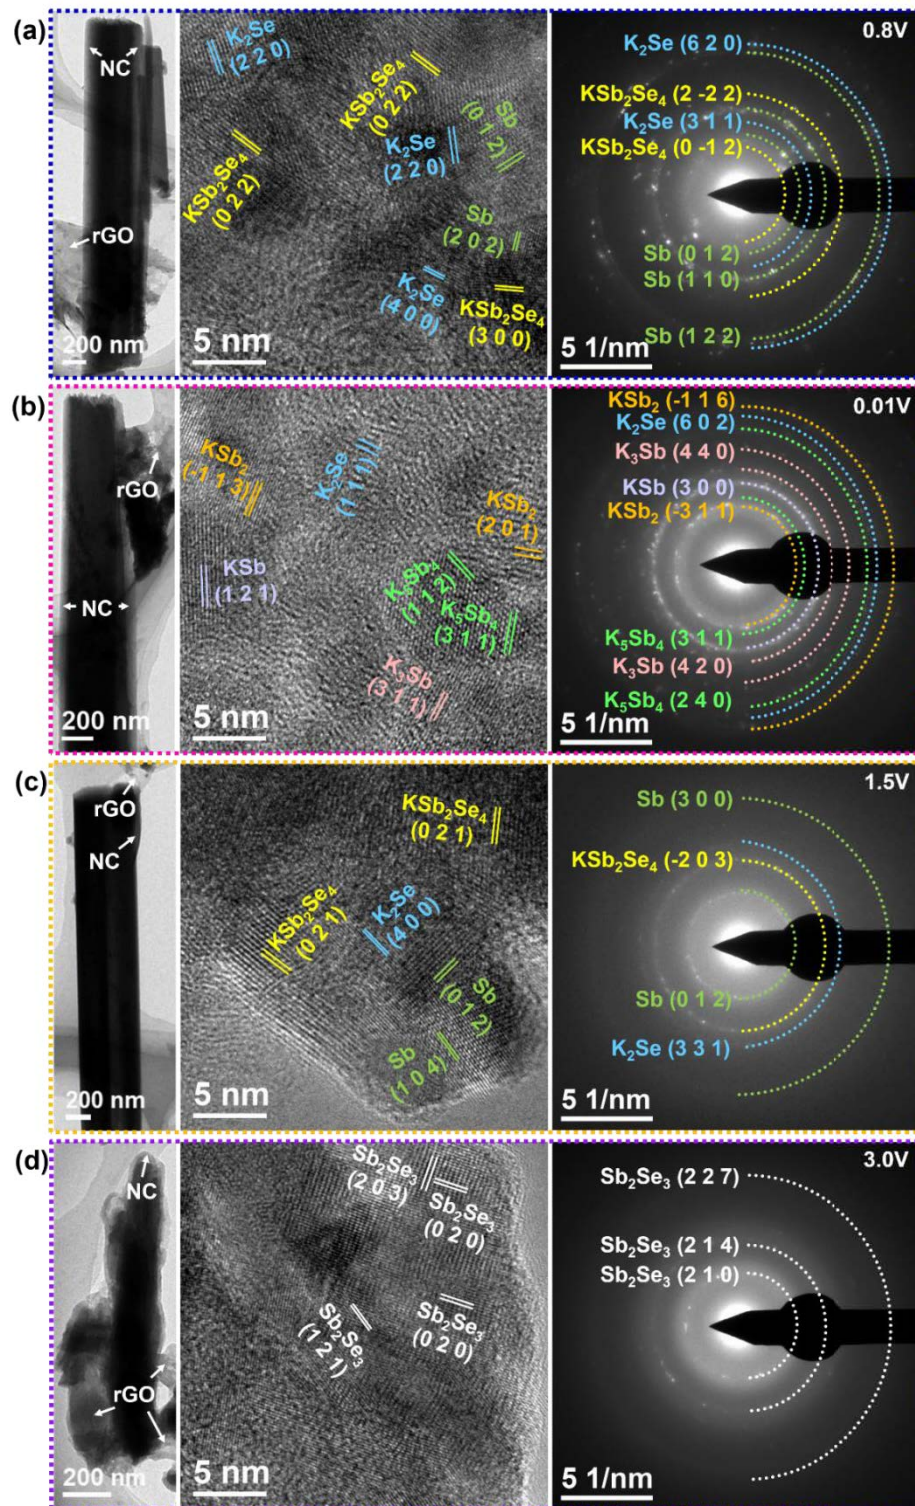 (a)
NC
rGO
200 nm
K₂Se
(2 2 0)
KSb₂Se₄
(0 2 2)
KSb₂Se₄
(0 2 2)
K₂Se
(2 2 0)
Sb
(0 1 2)
Sb
(2 0 2)
K₂Se
(4 0 0)
KSb₂Se₄
(3 0 0)
5 nm
0.8V
K₂Se (6 2 0)
KSb₂Se₄ (2 -2 2)
K₂Se (3 1 1)
KSb₂Se₄ (0 -1 2)
Sb (0 1 2)
Sb (1 1 0)
Sb (1 2 2)
5 1/nm
(b)
rGO
NC
200 nm
KSb₂
(-1 1 3)
K₂Se
(1 1 1)
KSb₂
(2 0 1)
KSb
(1 2 1)
K₅Sb₄
(1 1 2)
K₅Sb₄
(3 1 1)
K₃Sb
(3 1 1)
5 nm
0.01V
KSb₂ (-1 1 6)
K₂Se (6 0 2)
K₃Sb (4 4 0)
KSb (3 0 0)
KSb₂ (-3 1 1)
K₅Sb₄ (3 1 1)
K₃Sb (4 2 0)
K₅Sb₄ (2 4 0)
5 1/nm
(c)
rGO
NC
200 nm
KSb₂Se₄
(0 2 1)
KSb₂Se₄
(0 2 1)
K₂Se
(4 0 0)
Sb
(0 1 2)
Sb
(1 0 4)
5 nm
1.5V
Sb (3 0 0)
KSb₂Se₄ (-2 0 3)
Sb (0 1 2)
K₂Se (3 3 1)
5 1/nm
(d)
NC
rGO
200 nm
Sb₂Se₃
(2 0 3)
Sb₂Se₃
(0 2 0)
Sb₂Se₃
(1 2 1)
Sb₂Se₃
(0 2 0)
5 nm
3.0V
Sb₂Se₃ (2 2 7)
Sb₂Se₃ (2 1 4)
Sb₂Se₃ (2 1 0)
5 1/nm